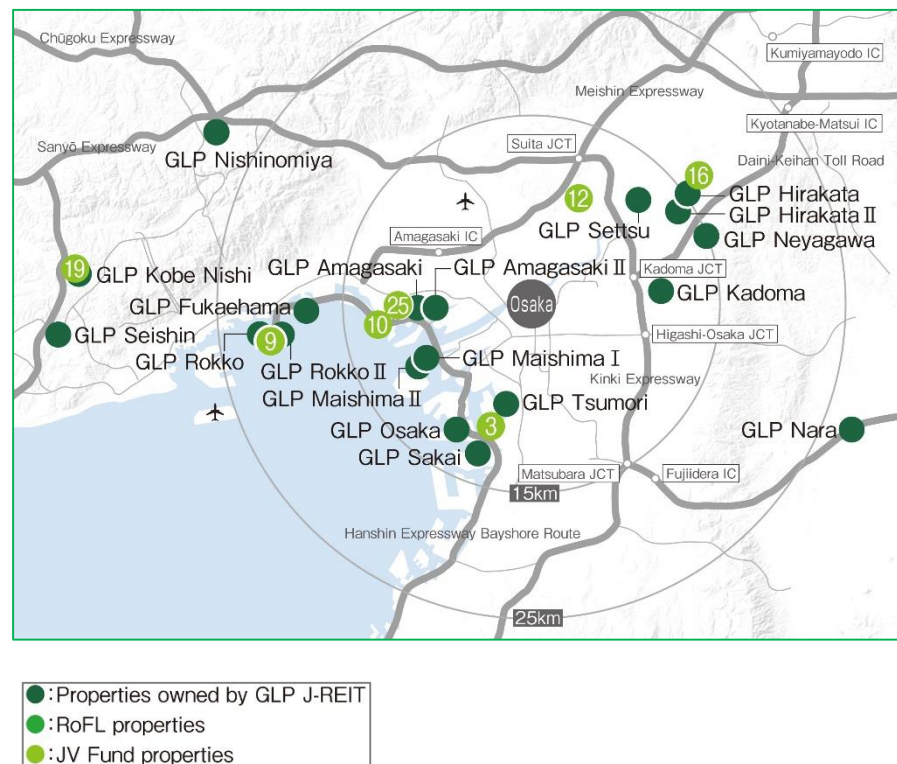 Chūgoku Expressway
Kumiyamayodo IC
Meishin Expressway
Kyotanabe-Matsui IC
Sanyō Expressway
Suita JCT
GLP Nishinomiya
Daini-Keihan Toll Road
16
12
GLP Hirakata
GLP Hirakata Ⅱ
GLP Settsu
Amagasaki IC
GLP Neyagawa
19
GLP Kobe Nishi
GLP Amagasaki
GLP Amagasaki Ⅱ
Kadoma JCT
GLP Kadoma
GLP Fukaehama
25
Osaka
10
GLP Seishin
9
Higashi-Osaka JCT
GLP Rokko
GLP Rokko Ⅱ
GLP Maishima Ⅰ
GLP Maishima Ⅱ
Kinki Expressway
GLP Tsumori
3
GLP Osaka
GLP Nara
GLP Sakai
Matsubara JCT
Fujiidera IC
15km
Hanshin Expressway Bayshore Route
25km
:Properties owned by GLP J-REIT
:RoFL properties
:JV Fund properties